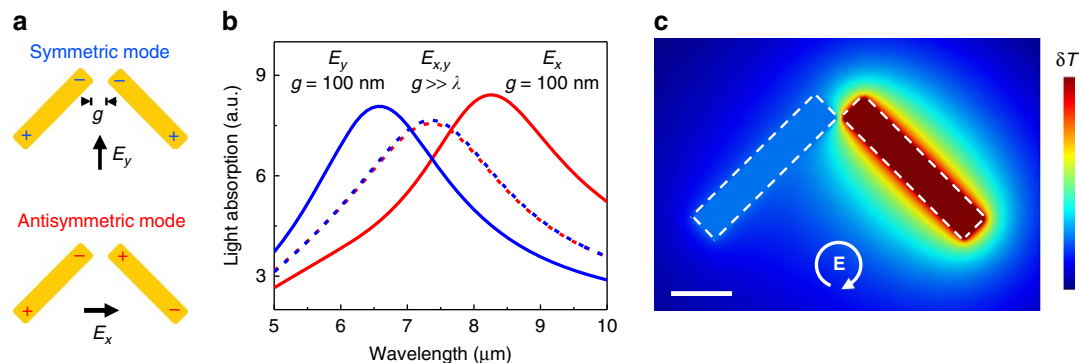 a
Symmetric mode
− −
g
+ +
E_y
Antisymmetric mode
− +
+ −
E_x
b
Light absorption (a.u.)
9
6
3
E_y
g = 100 nm
E_x,y
g >> λ
E_x
g = 100 nm
5 6 7 8 9 10
Wavelength (μm)
c
E
δT